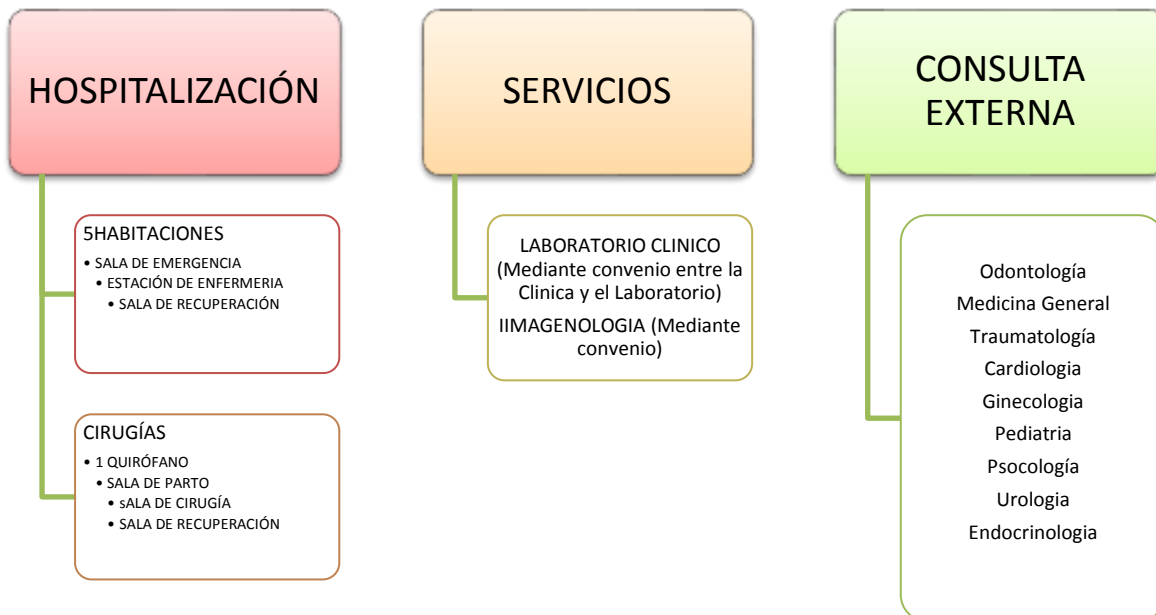 HOSPITALIZACIÓN
5HABITACIONES
• SALA DE EMERGENCIA
• ESTACIÓN DE ENFERMERIA
• SALA DE RECUPERACIÓN
CIRUGÍAS
• 1 QUIRÓFANO
• SALA DE PARTO
• sALA DE CIRUGÍA
• SALA DE RECUPERACIÓN
SERVICIOS
LABORATORIO CLINICO
(Mediante convenio entre la
Clinica y el Laboratorio)
IIMAGENOLOGIA (Mediante
convenio)
CONSULTA
EXTERNA
Odontología
Medicina General
Traumatología
Cardiologia
Ginecologia
Pediatria
Psocología
Urologia
Endocrinologia